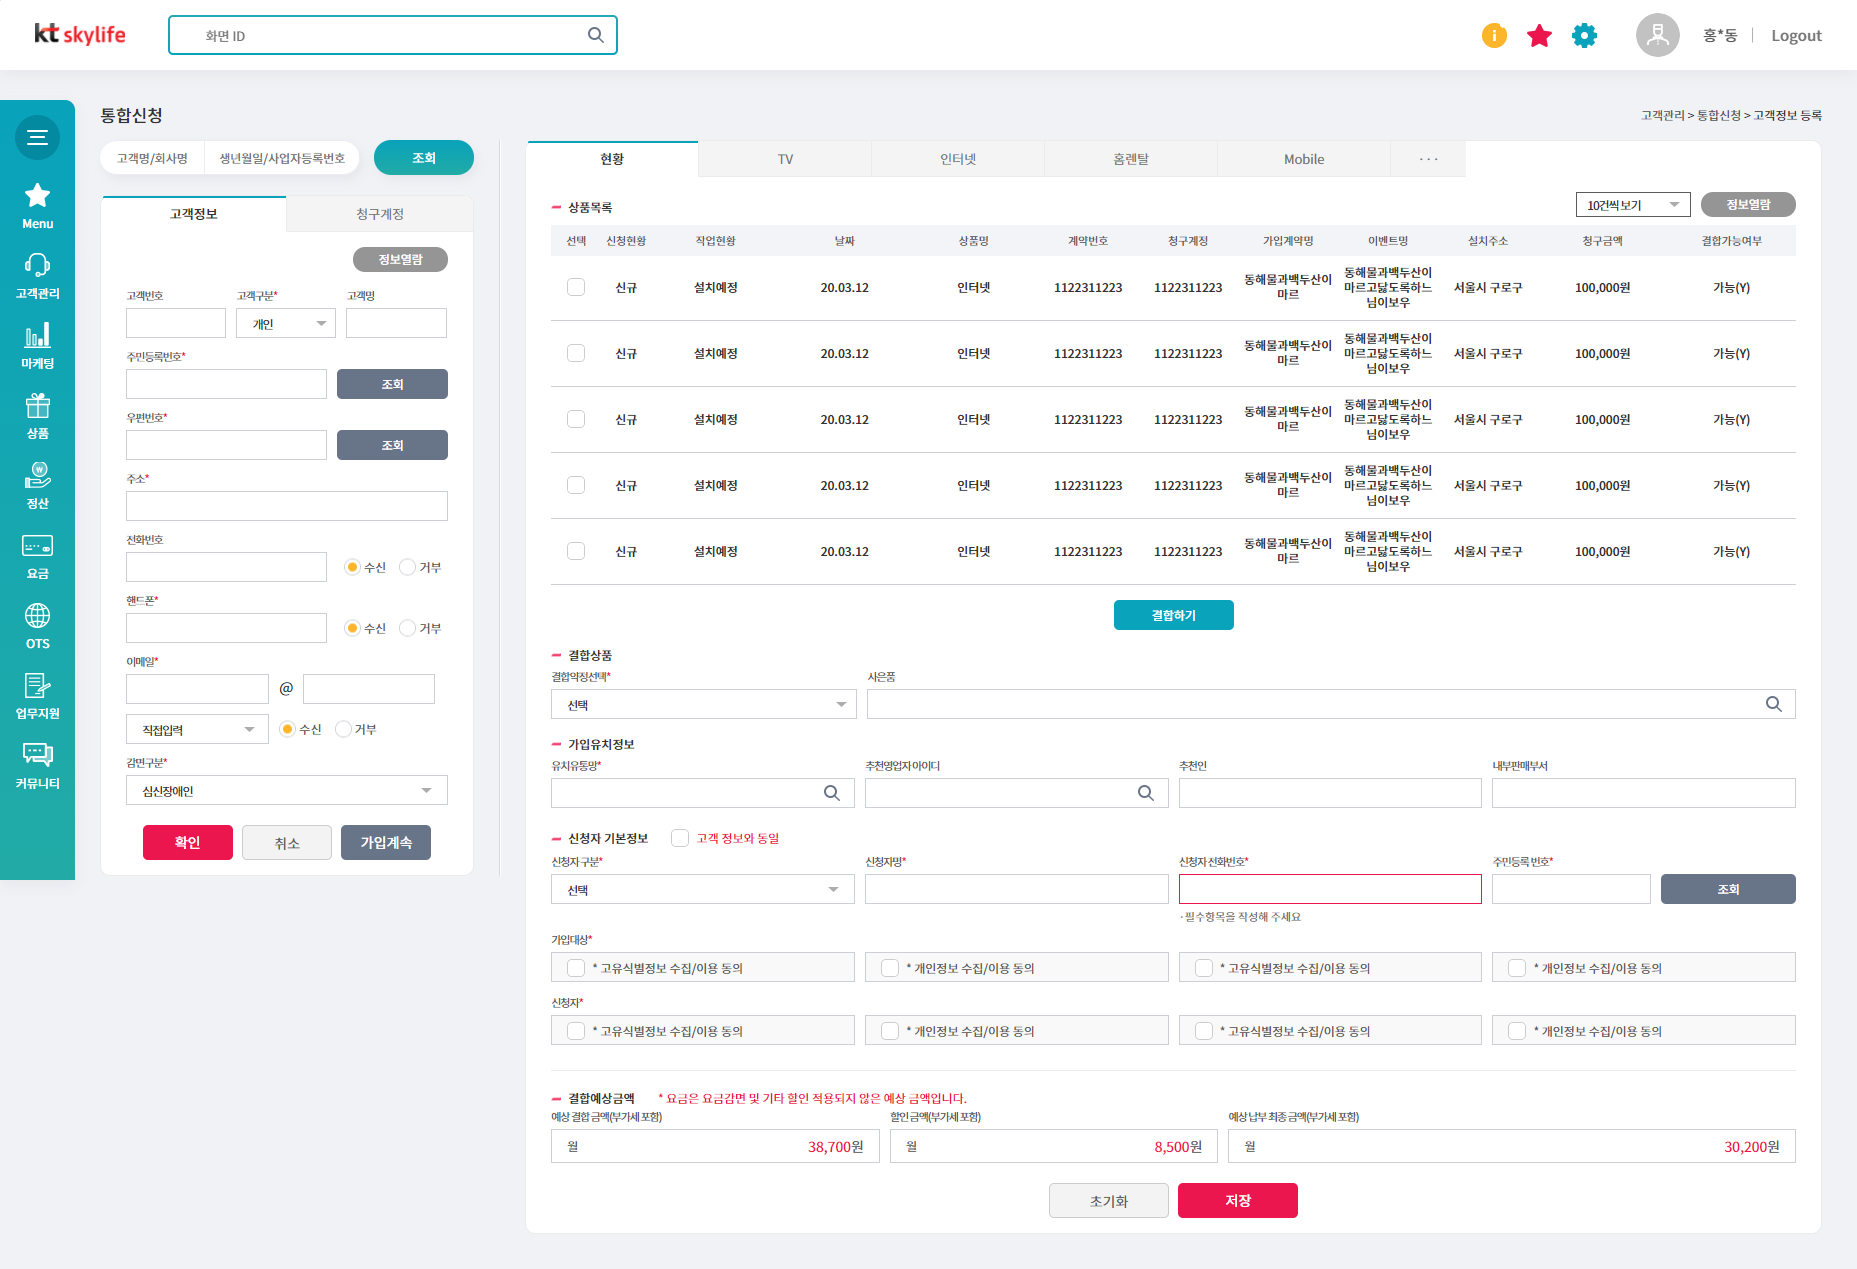 kt skylife
화면 ID
홍*동
Logout
통합신청
고객관리 > 통합신청 > 고객정보 등록
Menu
고객관리
마케팅
상품
정산
요금
OTS
업무지원
커뮤니티
고객명/회사명
생년월일/사업자등록번호
조회
고객정보
청구계정
정보열람
고객번호
고객구분*
고객명
개인
주민등록번호*
조회
우편번호*
조회
주소*
전화번호
수신
거부
핸드폰*
수신
거부
이메일*
@
직접입력
수신
거부
감면구분*
심신장애인
확인
취소
가입계속
현황
TV
인터넷
홈렌탈
Mobile
···
상품목록
10건씩 보기
정보열람
선택 신청현황 작업현황 날짜 상품명 계약번호 청구계정 가입계약명 이벤트명 설치주소 청구금액 결합가능여부
신규 설치예정 20.03.12 인터넷 1122311223 1122311223 동해물과백두산이 마르 동해물과백두산이 마르고닳도록하느 님이보우 서울시 구로구 100,000원 가능(Y)
신규 설치예정 20.03.12 인터넷 1122311223 1122311223 동해물과백두산이 마르 동해물과백두산이 마르고닳도록하느 님이보우 서울시 구로구 100,000원 가능(Y)
신규 설치예정 20.03.12 인터넷 1122311223 1122311223 동해물과백두산이 마르 동해물과백두산이 마르고닳도록하느 님이보우 서울시 구로구 100,000원 가능(Y)
신규 설치예정 20.03.12 인터넷 1122311223 1122311223 동해물과백두산이 마르 동해물과백두산이 마르고닳도록하느 님이보우 서울시 구로구 100,000원 가능(Y)
신규 설치예정 20.03.12 인터넷 1122311223 1122311223 동해물과백두산이 마르 동해물과백두산이 마르고닳도록하느 님이보우 서울시 구로구 100,000원 가능(Y)
결합하기
결합상품
결합약정선택*
사은품
선택
가입유치정보
유치유통망*
추천영업자 아이디
추천인
내부판매부서
신청자 기본정보
고객 정보와 동일
신청자 구분*
신청자명*
신청자 전화번호*
주민등록 번호*
선택
조회
· 필수항목을 작성해 주세요
가입대상*
* 고유식별정보 수집/이용 동의
* 개인정보 수집/이용 동의
* 고유식별정보 수집/이용 동의
* 개인정보 수집/이용 동의
신청자*
* 고유식별정보 수집/이용 동의
* 개인정보 수집/이용 동의
* 고유식별정보 수집/이용 동의
* 개인정보 수집/이용 동의
결합예상금액
* 요금은 요금감면 및 기타 할인 적용되지 않은 예상 금액입니다.
예상 결합 금액(부가세 포함)
할인 금액(부가세 포함)
예상 납부 최종 금액(부가세 포함)
월 38,700원
월 8,500원
월 30,200원
초기화
저장